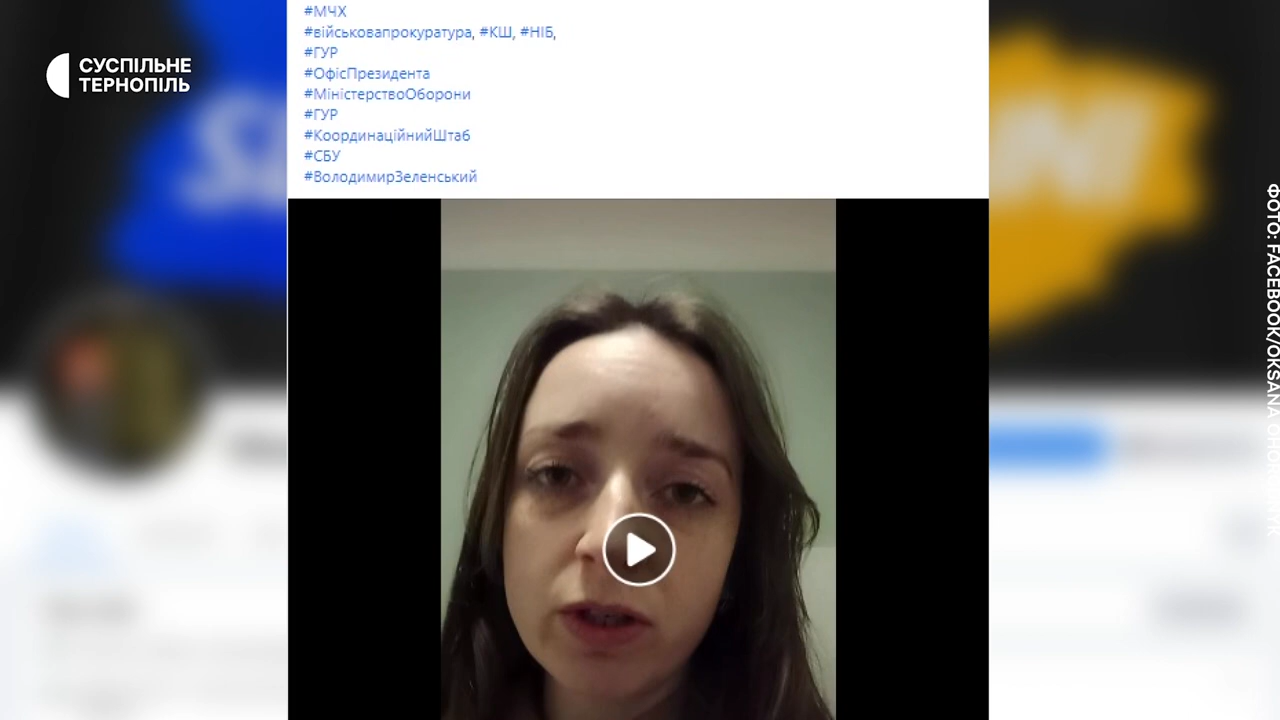 СУСПІЛЬНЕ
ТЕРНОПІЛЬ
#МЧХ
#військовапрокуратура, #КШ, #НІБ,
#ГУР
#ОфісПрезидента
#МіністерствоОборони
#ГУР
#КоординаційнийШтаб
#СБУ
#ВолодимирЗеленський
ФОТО: FACEBOOK/OKSANA